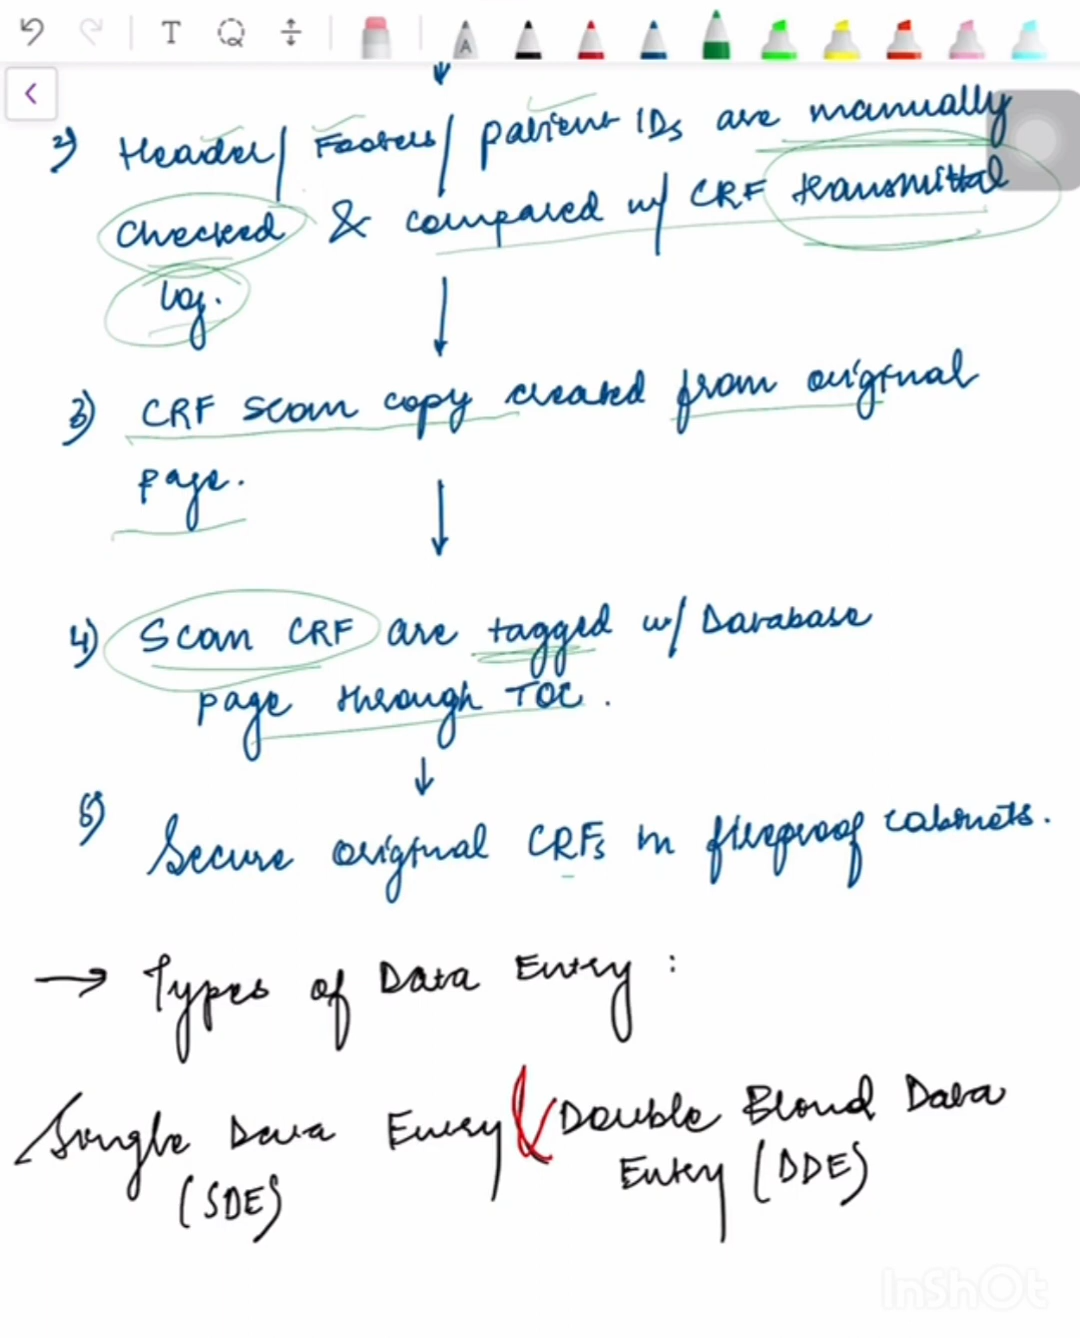 T
A
2) Header/ Footers/ patient IDs are manually
checked & compared w/ CRF transmittal
log.
3) CRF scan copy created from original
page.
4) Scan CRF are tagged w/ Database
page through TOC.
5)
Secure original CRFs in fireproof cabinets.
→ Types of Data Entry :
Single Data Entry & Double Blind Data
(SDE) Entry (DDE)
InShOt